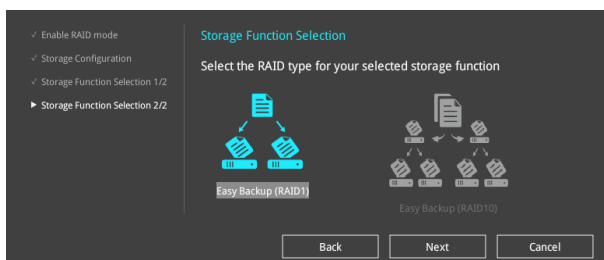 Enable RAID mode
Storage Configuration
Storage Function Selection 1/2
Storage Function Selection 2/2
Storage Function Selection
Select the RAID type for your selected storage function
Easy Backup (RAID1)
Easy Backup (RAID10)
Back
Next
Cancel